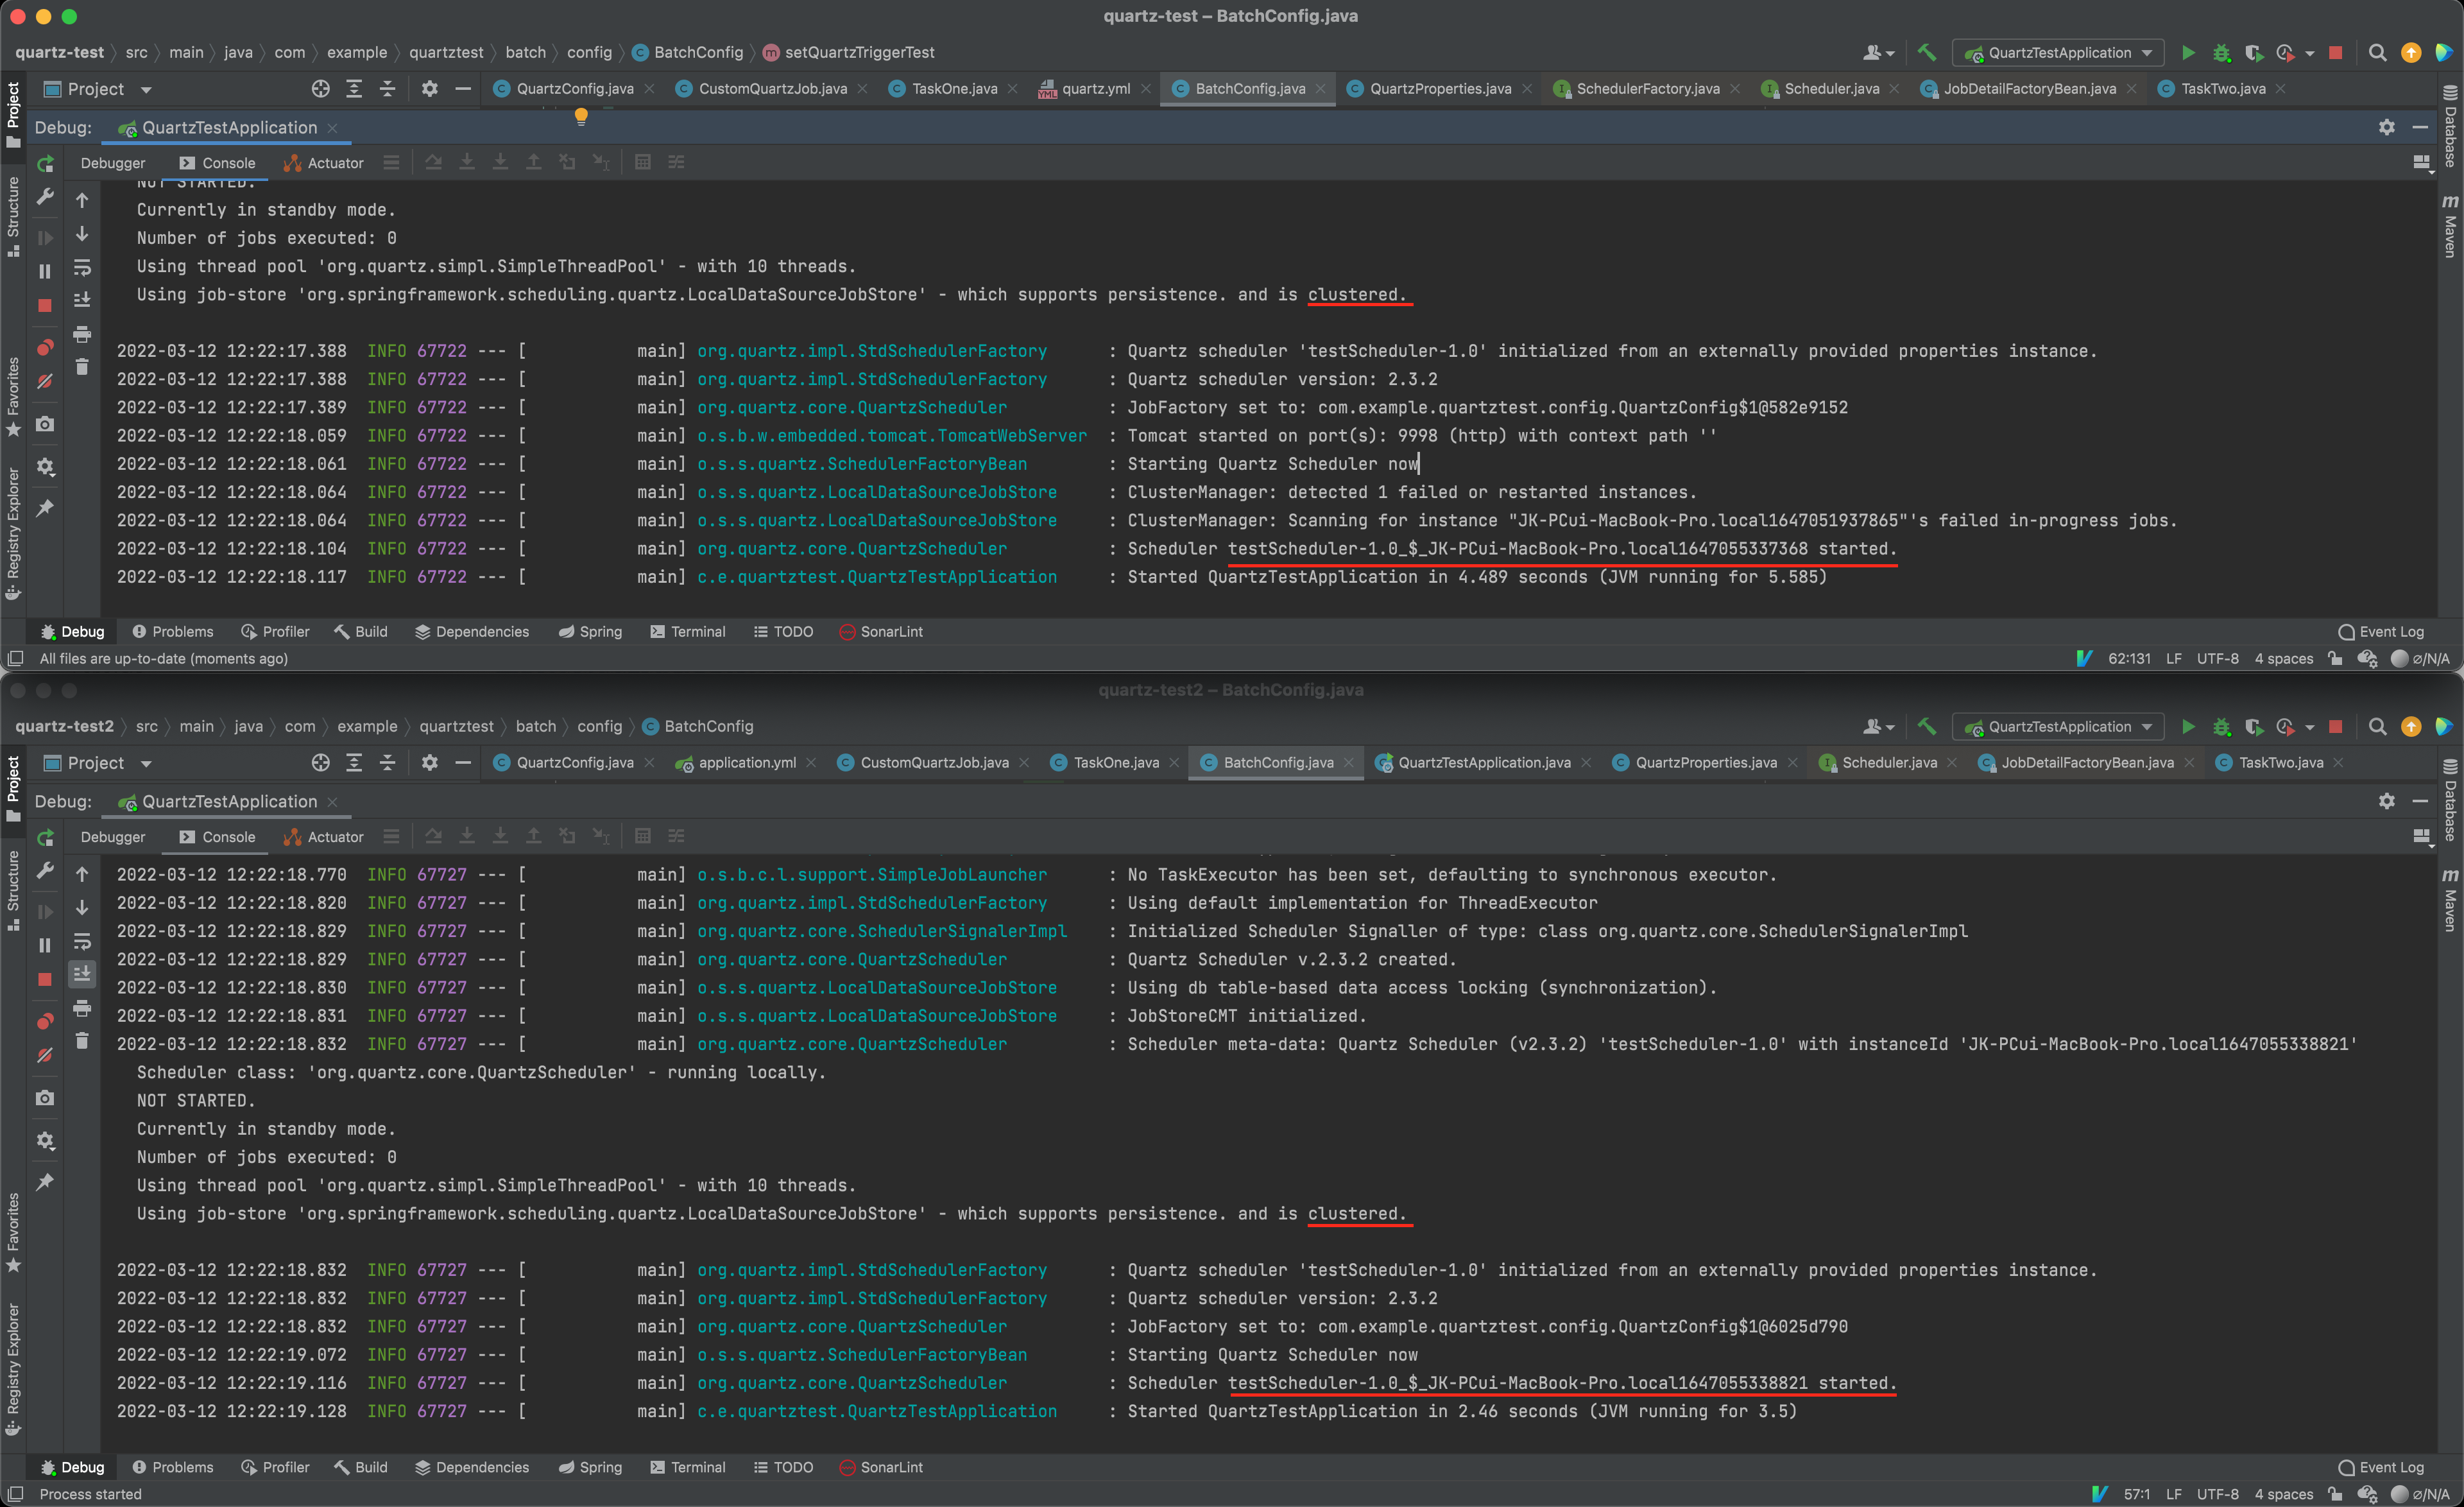 quartz-test – BatchConfig.java
quartz-test src main java com example quartztest batch config BatchConfig setQuartzTriggerTest QuartzTestApplication
Project QuartzConfig.java CustomQuartzJob.java TaskOne.java quartz.yml BatchConfig.java QuartzProperties.java SchedulerFactory.java Scheduler.java JobDetailFactoryBean.java TaskTwo.java
Debug: QuartzTestApplication
Debugger Console Actuator
NOT STARTED.
Currently in standby mode.
Number of jobs executed: 0
Using thread pool 'org.quartz.simpl.SimpleThreadPool' - with 10 threads.
Using job-store 'org.springframework.scheduling.quartz.LocalDataSourceJobStore' - which supports persistence. and is clustered.
2022-03-12 12:22:17.388 INFO 67722 --- [ main] org.quartz.impl.StdSchedulerFactory : Quartz scheduler 'testScheduler-1.0' initialized from an externally provided properties instance.
2022-03-12 12:22:17.388 INFO 67722 --- [ main] org.quartz.impl.StdSchedulerFactory : Quartz scheduler version: 2.3.2
2022-03-12 12:22:17.389 INFO 67722 --- [ main] org.quartz.core.QuartzScheduler : JobFactory set to: com.example.quartztest.config.QuartzConfig$1@582e9152
2022-03-12 12:22:18.059 INFO 67722 --- [ main] o.s.b.w.embedded.tomcat.TomcatWebServer : Tomcat started on port(s): 9998 (http) with context path ''
2022-03-12 12:22:18.061 INFO 67722 --- [ main] o.s.s.quartz.SchedulerFactoryBean : Starting Quartz Scheduler now
2022-03-12 12:22:18.064 INFO 67722 --- [ main] o.s.s.quartz.LocalDataSourceJobStore : ClusterManager: detected 1 failed or restarted instances.
2022-03-12 12:22:18.064 INFO 67722 --- [ main] o.s.s.quartz.LocalDataSourceJobStore : ClusterManager: Scanning for instance "JK-PCui-MacBook-Pro.local1647051937865"'s failed in-progress jobs.
2022-03-12 12:22:18.104 INFO 67722 --- [ main] org.quartz.core.QuartzScheduler : Scheduler testScheduler-1.0_$_JK-PCui-MacBook-Pro.local1647055337368 started.
2022-03-12 12:22:18.117 INFO 67722 --- [ main] c.e.quartztest.QuartzTestApplication : Started QuartzTestApplication in 4.489 seconds (JVM running for 5.585)
Project
Structure
Favorites
Registry Explorer
Database
Maven
Debug Problems Profiler Build Dependencies Spring Terminal TODO SonarLint Event Log
All files are up-to-date (moments ago) 62:131 LF UTF-8 4 spaces ⌀/N/A
quartz-test2 – BatchConfig.java
quartz-test2 src main java com example quartztest batch config BatchConfig QuartzTestApplication
Project QuartzConfig.java application.yml CustomQuartzJob.java TaskOne.java BatchConfig.java QuartzTestApplication.java QuartzProperties.java Scheduler.java JobDetailFactoryBean.java TaskTwo.java
Debug: QuartzTestApplication
Debugger Console Actuator
2022-03-12 12:22:18.770 INFO 67727 --- [ main] o.s.b.c.l.support.SimpleJobLauncher : No TaskExecutor has been set, defaulting to synchronous executor.
2022-03-12 12:22:18.820 INFO 67727 --- [ main] org.quartz.impl.StdSchedulerFactory : Using default implementation for ThreadExecutor
2022-03-12 12:22:18.829 INFO 67727 --- [ main] org.quartz.core.SchedulerSignalerImpl : Initialized Scheduler Signaller of type: class org.quartz.core.SchedulerSignalerImpl
2022-03-12 12:22:18.829 INFO 67727 --- [ main] org.quartz.core.QuartzScheduler : Quartz Scheduler v.2.3.2 created.
2022-03-12 12:22:18.830 INFO 67727 --- [ main] o.s.s.quartz.LocalDataSourceJobStore : Using db table-based data access locking (synchronization).
2022-03-12 12:22:18.831 INFO 67727 --- [ main] o.s.s.quartz.LocalDataSourceJobStore : JobStoreCMT initialized.
2022-03-12 12:22:18.832 INFO 67727 --- [ main] org.quartz.core.QuartzScheduler : Scheduler meta-data: Quartz Scheduler (v2.3.2) 'testScheduler-1.0' with instanceId 'JK-PCui-MacBook-Pro.local1647055338821'
Scheduler class: 'org.quartz.core.QuartzScheduler' - running locally.
NOT STARTED.
Currently in standby mode.
Number of jobs executed: 0
Using thread pool 'org.quartz.simpl.SimpleThreadPool' - with 10 threads.
Using job-store 'org.springframework.scheduling.quartz.LocalDataSourceJobStore' - which supports persistence. and is clustered.
2022-03-12 12:22:18.832 INFO 67727 --- [ main] org.quartz.impl.StdSchedulerFactory : Quartz scheduler 'testScheduler-1.0' initialized from an externally provided properties instance.
2022-03-12 12:22:18.832 INFO 67727 --- [ main] org.quartz.impl.StdSchedulerFactory : Quartz scheduler version: 2.3.2
2022-03-12 12:22:18.832 INFO 67727 --- [ main] org.quartz.core.QuartzScheduler : JobFactory set to: com.example.quartztest.config.QuartzConfig$1@6025d790
2022-03-12 12:22:19.072 INFO 67727 --- [ main] o.s.s.quartz.SchedulerFactoryBean : Starting Quartz Scheduler now
2022-03-12 12:22:19.116 INFO 67727 --- [ main] org.quartz.core.QuartzScheduler : Scheduler testScheduler-1.0_$_JK-PCui-MacBook-Pro.local1647055338821 started.
2022-03-12 12:22:19.128 INFO 67727 --- [ main] c.e.quartztest.QuartzTestApplication : Started QuartzTestApplication in 2.46 seconds (JVM running for 3.5)
Project
Structure
Favorites
Registry Explorer
Database
Maven
Debug Problems Profiler Build Dependencies Spring Terminal TODO SonarLint Event Log
Process started 57:1 LF UTF-8 4 spaces ⌀/N/A